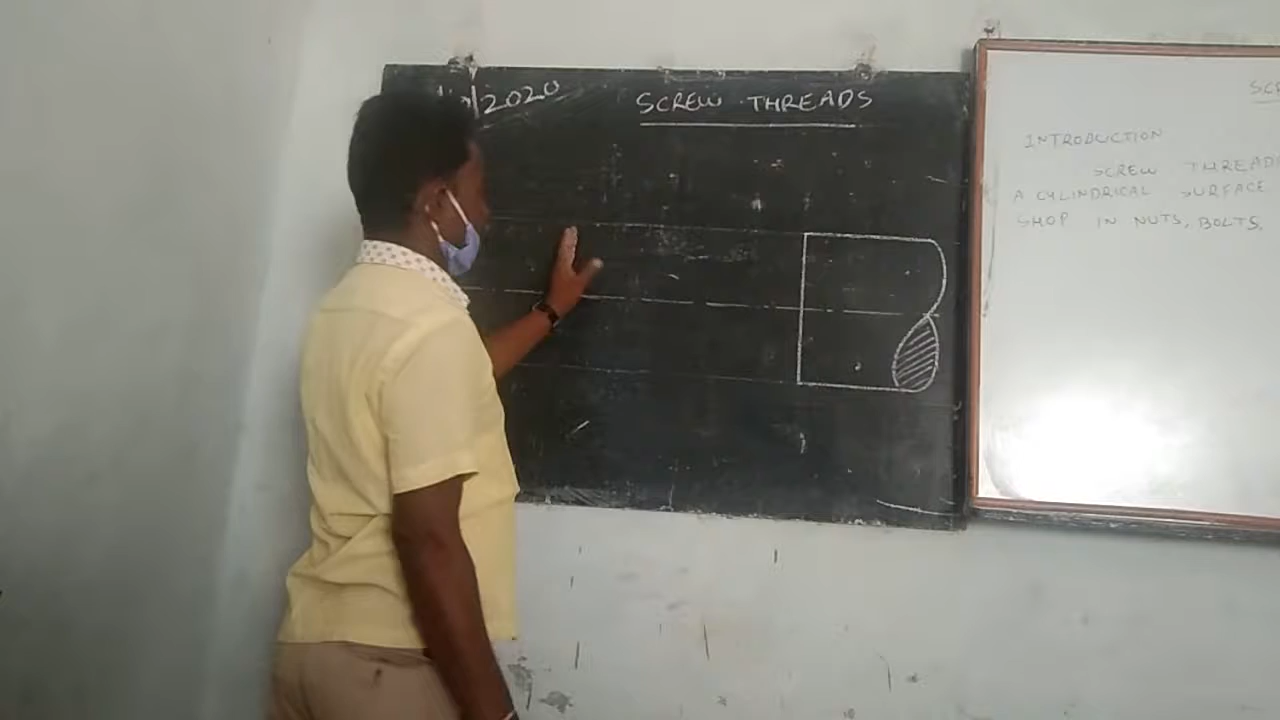 2020
SCREW THREADS
INTRODUCTION
SCREW THREAD
A CYLINDRICAL SURFACE
SHOP IN NUTS, BOLTS,